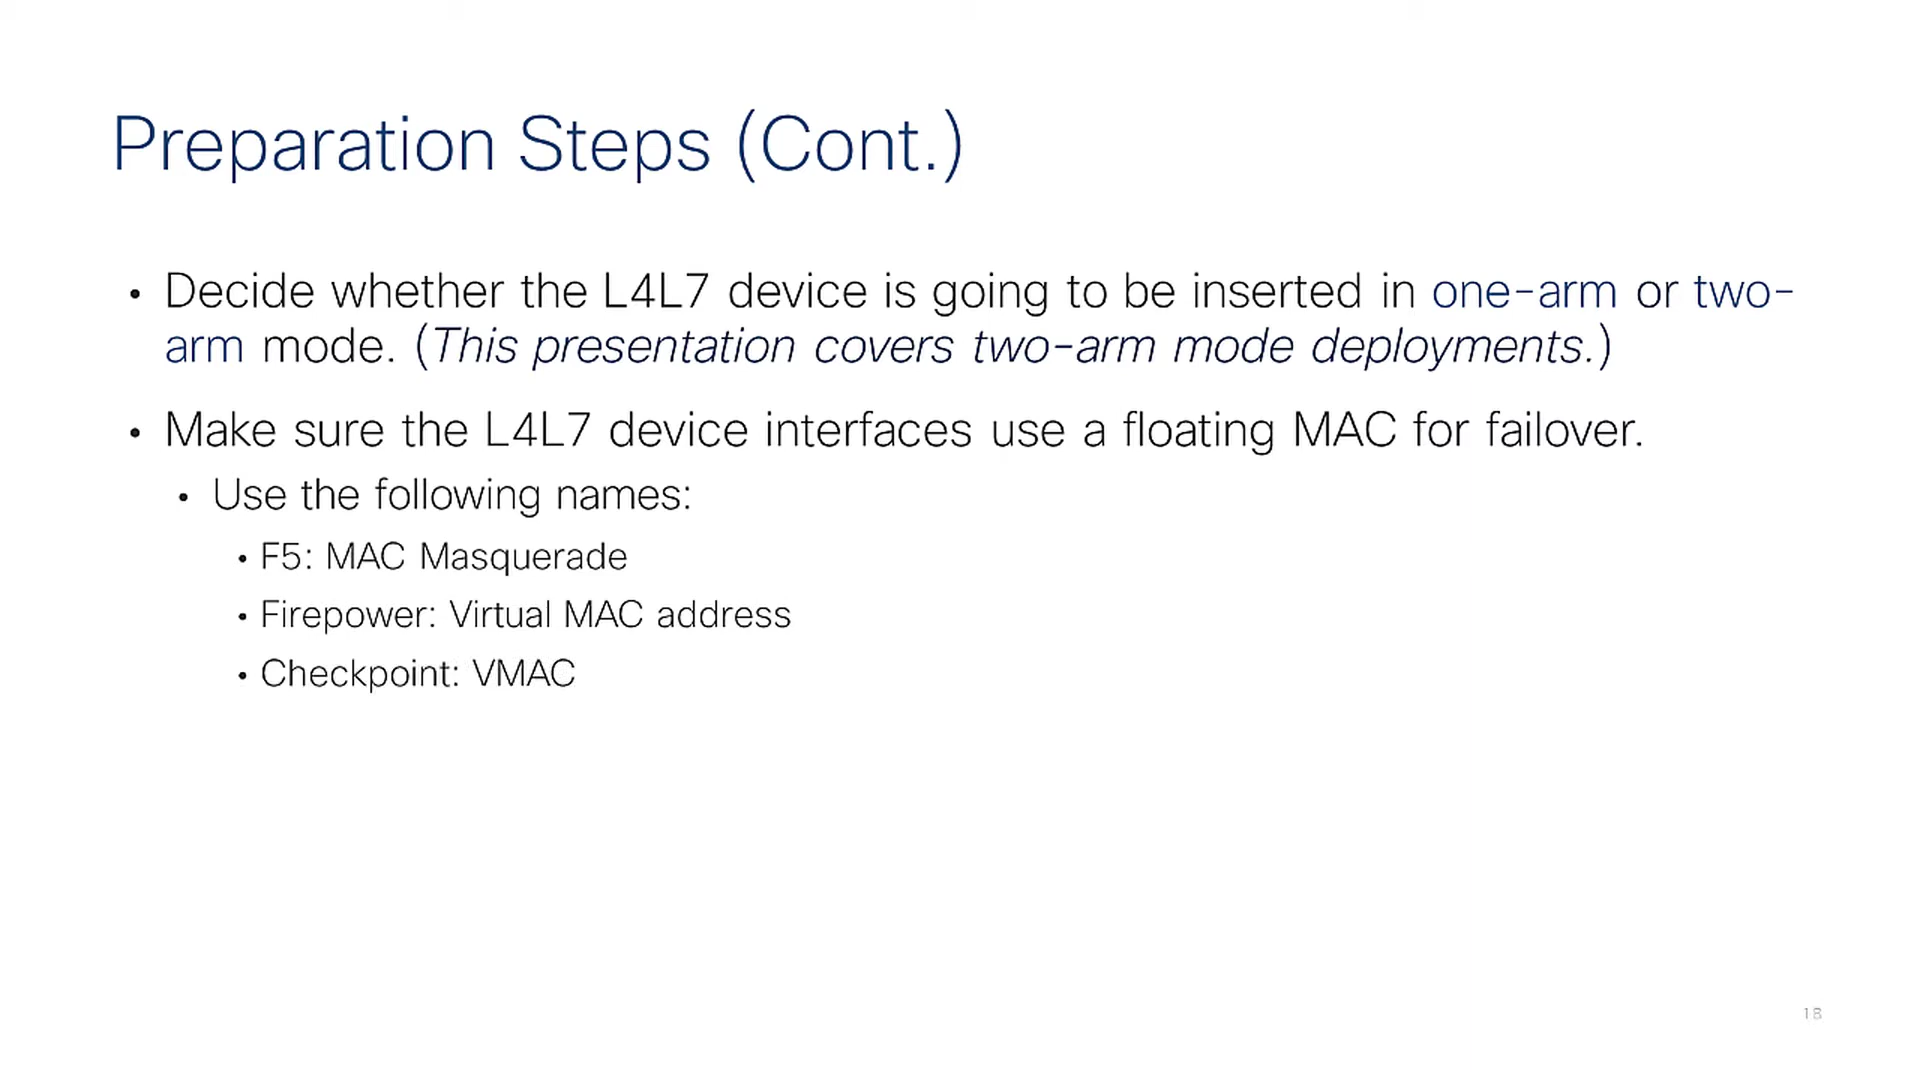 Preparation Steps (Cont.)
• Decide whether the L4L7 device is going to be inserted in one-arm or two-
arm mode. (This presentation covers two-arm mode deployments.)
• Make sure the L4L7 device interfaces use a floating MAC for failover.
• Use the following names:
• F5: MAC Masquerade
• Firepower: Virtual MAC address
• Checkpoint: VMAC
18